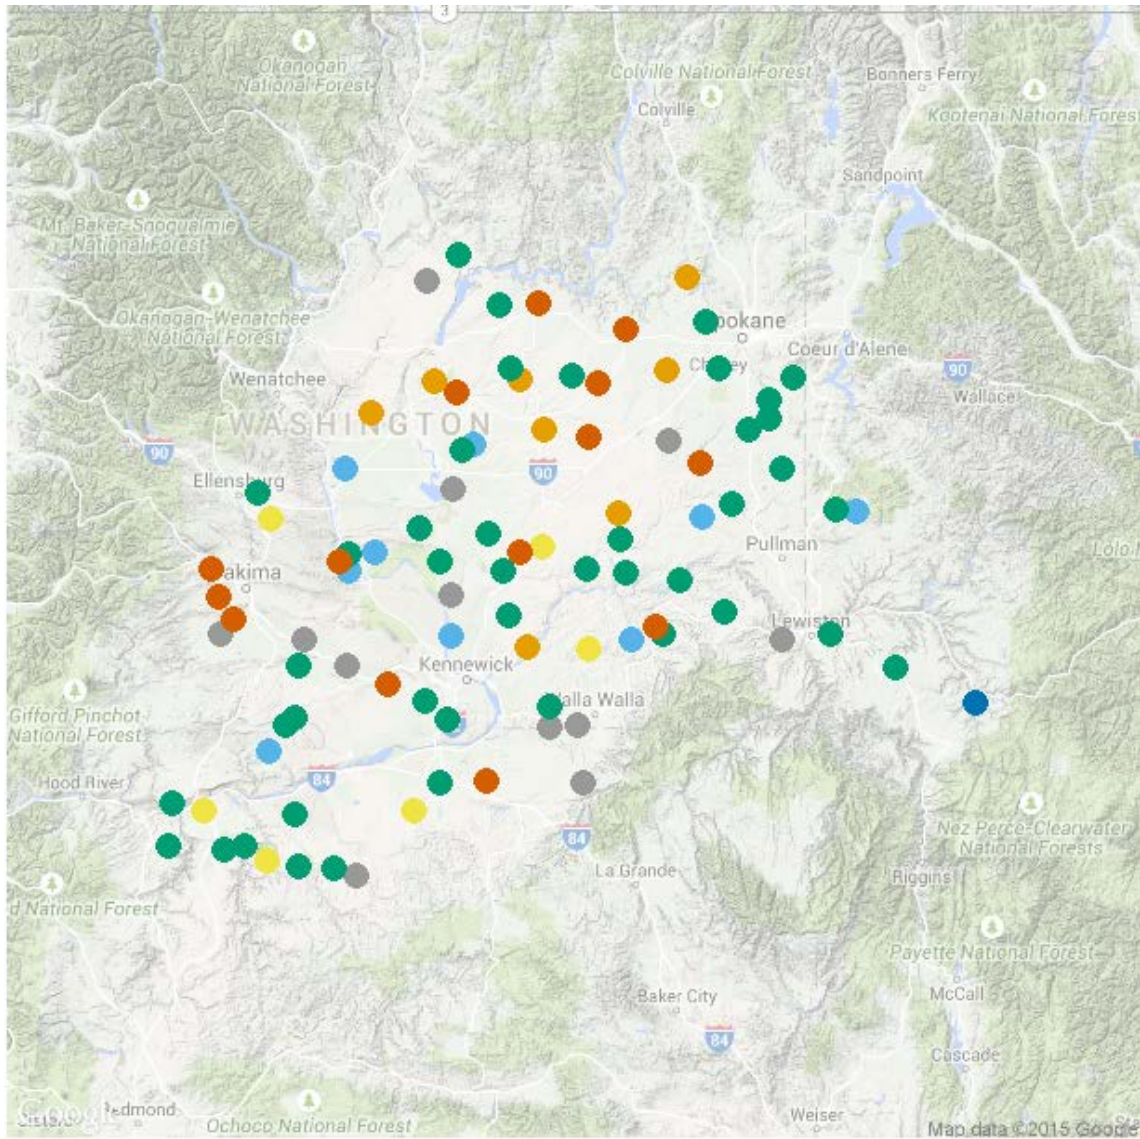 3
Okanogan
National Forest
Colville National Forest
Bonners Ferry
Colville
Kootenai National Forest
Sandpoint
Mt. Baker-Snoqualmie
National Forest
Okanogan-Wenatchee
National Forest
Spokane
Coeur d'Alene
Wenatchee
90
Wallace
WASHINGTON
90
Ellensburg
90
Pullman
Lolo
Yakima
Lewiston
Kennewick
Walla Walla
Gifford Pinchot
National Forest
Hood River
84
Nez Perce-Clearwater
National Forests
84
La Grande
Riggins
d National Forest
Payette National Forest
McCall
Baker City
84
Cascade
Google
Redmond
Ochoco National Forest
Weiser
Map data ©2015 Google